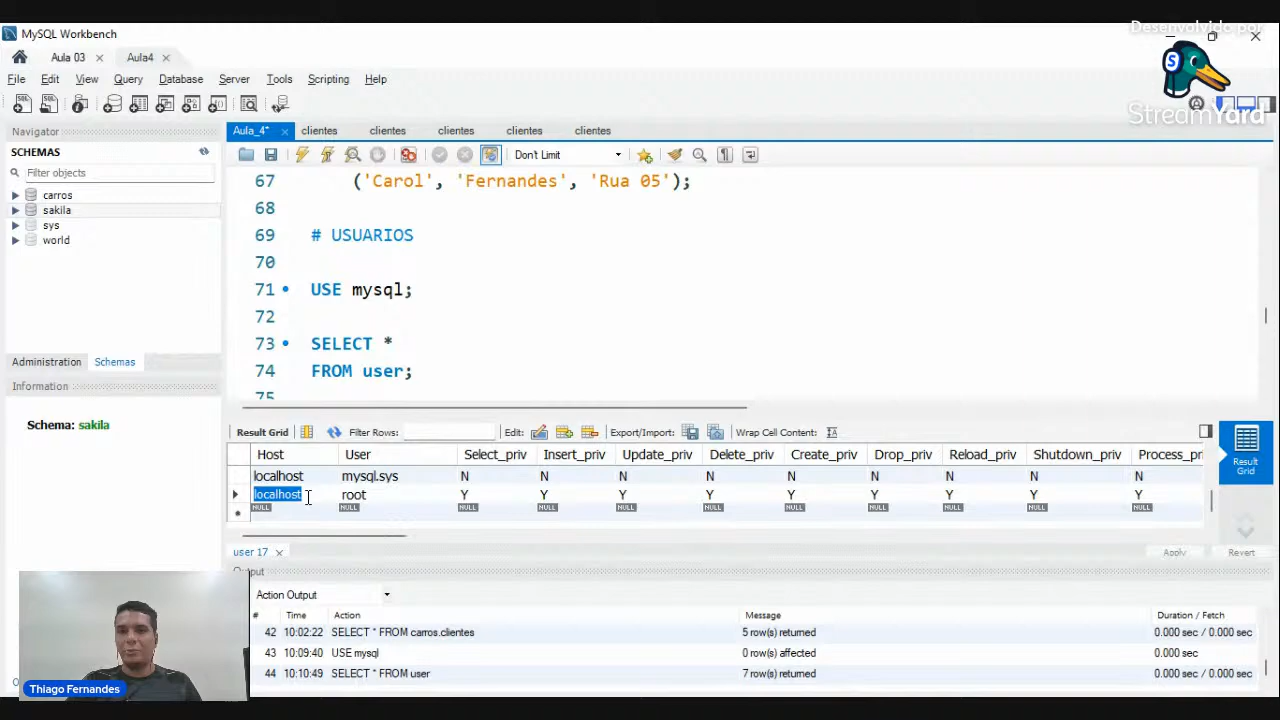 Desenvolvido por
StreamYard
MySQL Workbench
Aula 03
Aula4
File Edit View Query Database Server Tools Scripting Help
Navigator
SCHEMAS
Filter objects
carros
sakila
sys
world
Administration Schemas
Information
Schema: sakila
Aula_4* clientes clientes clientes clientes clientes
Don't Limit
67 ('Carol', 'Fernandes', 'Rua 05');
68
69 # USUARIOS
70
71 USE mysql;
72
73 SELECT *
74 FROM user;
75
Result Grid Filter Rows: Edit: Export/Import: Wrap Cell Content:
Host User Select_priv Insert_priv Update_priv Delete_priv Create_priv Drop_priv Reload_priv Shutdown_priv Process_pri
localhost mysql.sys N N N N N N N N N
localhost root Y Y Y Y Y Y Y Y Y
NULL NULL NULL NULL NULL NULL NULL NULL NULL NULL NULL
Result
Grid
user 17 Apply Revert
Action Output
# Time Action Message Duration / Fetch
42 10:02:22 SELECT * FROM carros.clientes 5 row(s) returned 0.000 sec / 0.000 sec
43 10:09:40 USE mysql 0 row(s) affected 0.000 sec
44 10:10:49 SELECT * FROM user 7 row(s) returned 0.000 sec / 0.000 sec
Thiago Fernandes